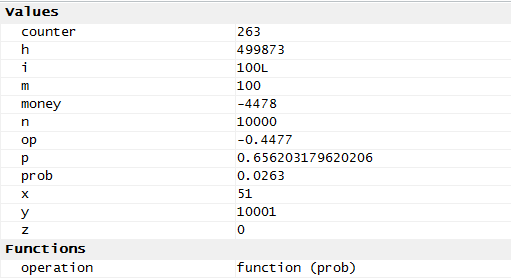 Values
counter 263
h 499873
i 100L
m 100
money -4478
n 10000
op -0.4477
p 0.656203179620206
prob 0.0263
x 51
y 10001
z 0
Functions
operation function (prob)